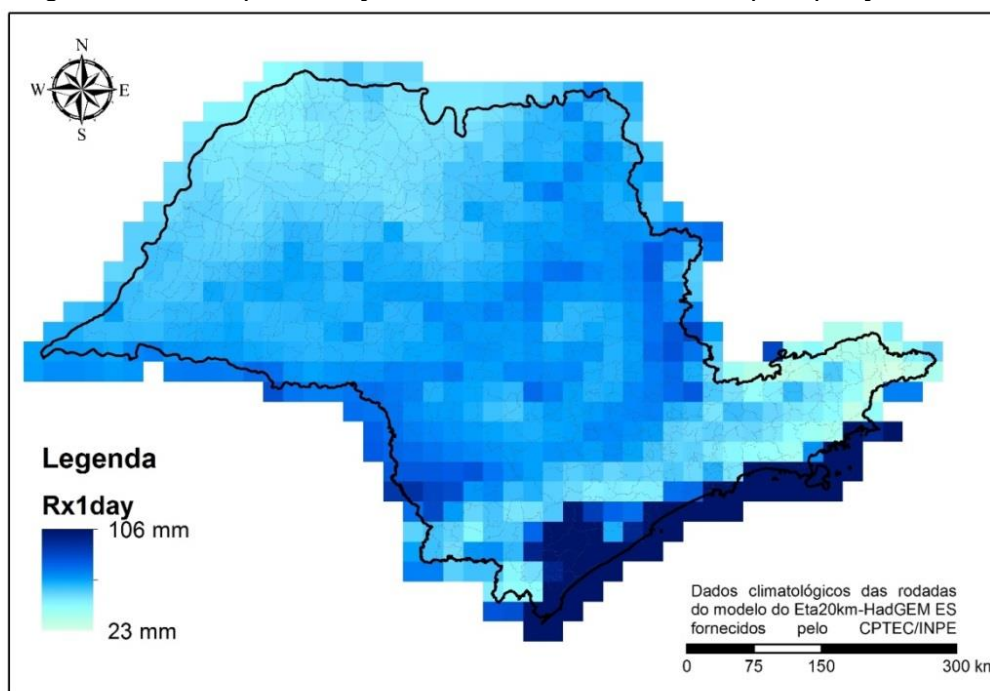 N
W E
S
Legenda
Rx1day
106 mm
23 mm
Dados climatológicos das rodadas
do modelo do Eta20km-HadGEM ES
fornecidos pelo CPTEC/INPE
0 75 150 300 km